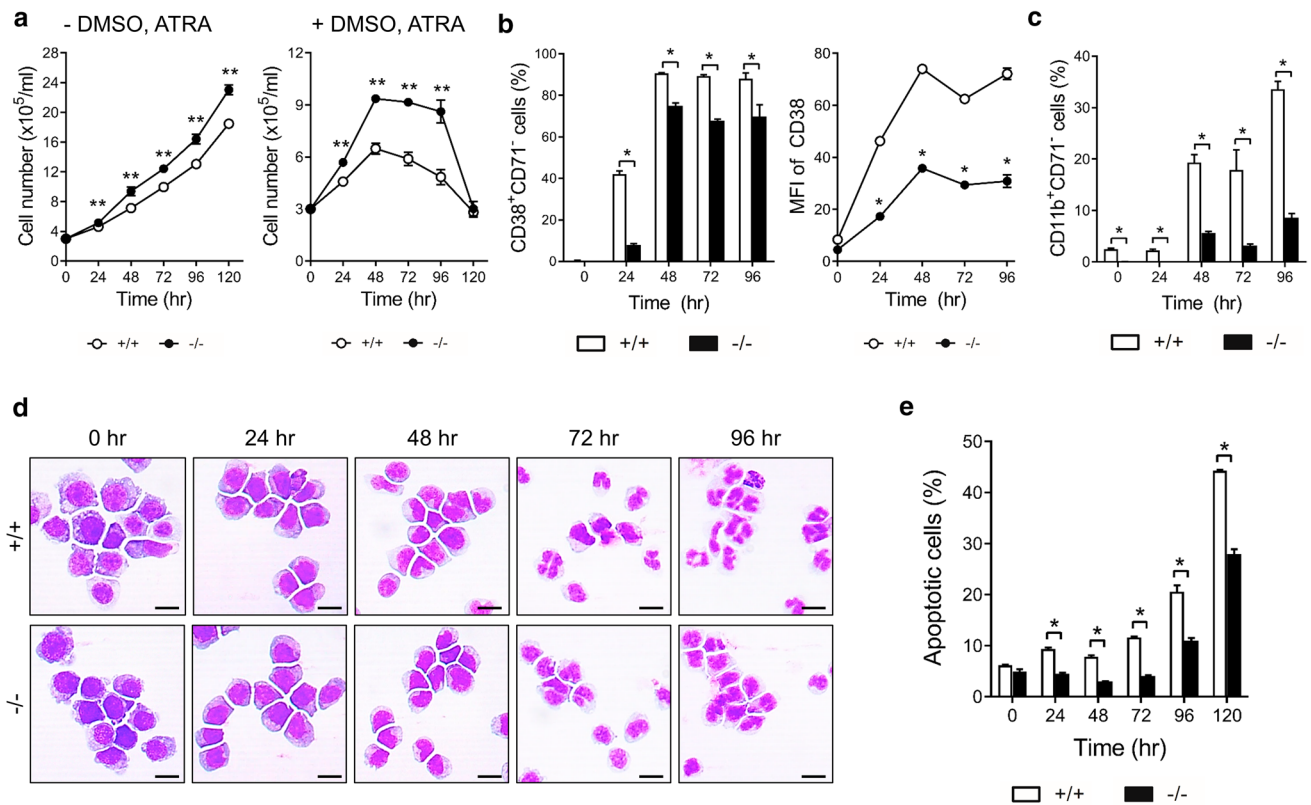 a
- DMSO, ATRA
+ DMSO, ATRA
Cell number (x10⁵/ml)
28
24
20
16
12
8
4
0
** ** ** ** **
0 24 48 72 96 120
Time (hr)
+/+ -/-
Cell number (x10⁵/ml)
12
9
6
3
0
** ** ** **
0 24 48 72 96 120
Time (hr)
+/+ -/-
b
CD38⁺CD71⁻ cells (%)
100
80
60
40
20
0
* * * *
0 24 48 72 96
Time (hr)
+/+ -/-
MFI of CD38
80
60
40
20
0
* * * *
0 24 48 72 96
Time (hr)
+/+ -/-
c
CD11b⁺CD71⁻ cells (%)
40
30
20
10
0
* * * * *
0 24 48 72 96
Time (hr)
+/+ -/-
d
0 hr 24 hr 48 hr 72 hr 96 hr
+/+
-/-
e
Apoptotic cells (%)
50
40
30
20
10
0
* * * * *
0 24 48 72 96 120
Time (hr)
+/+ -/-